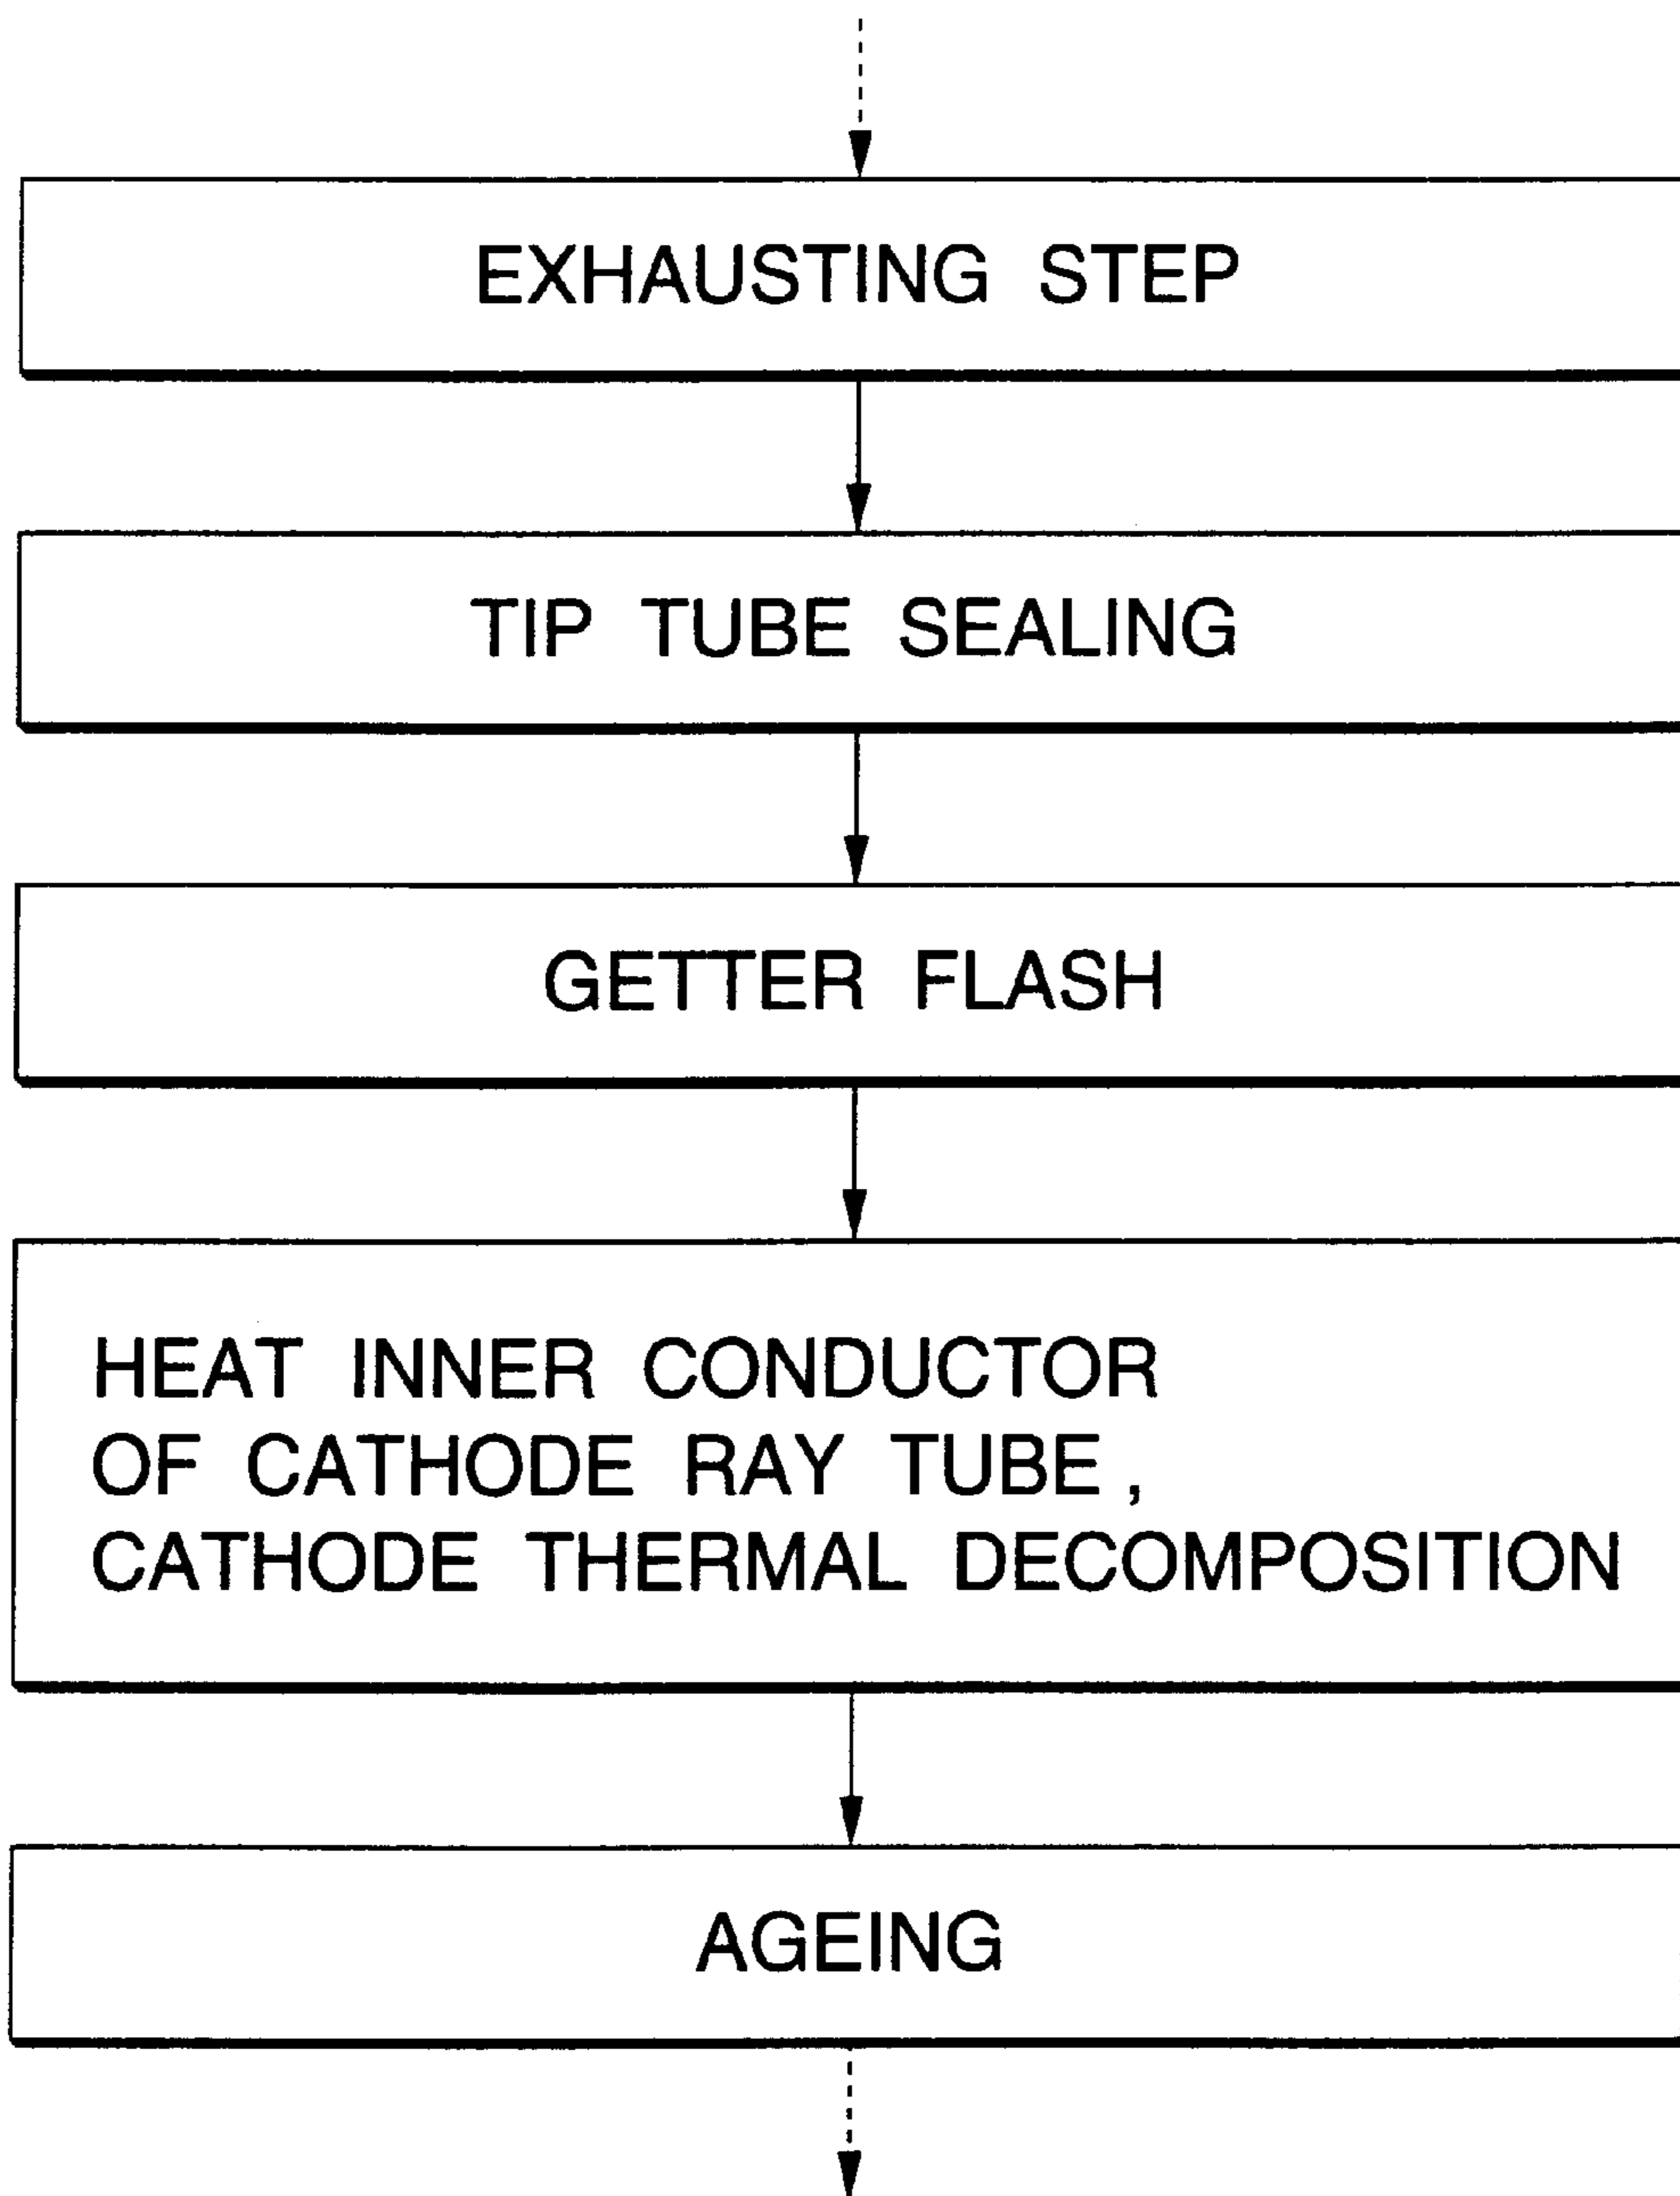 EXHAUSTING STEP
TIP TUBE SEALING
GETTER FLASH
HEAT INNER CONDUCTOR
OF CATHODE RAY TUBE ,
CATHODE THERMAL DECOMPOSITION
AGEING